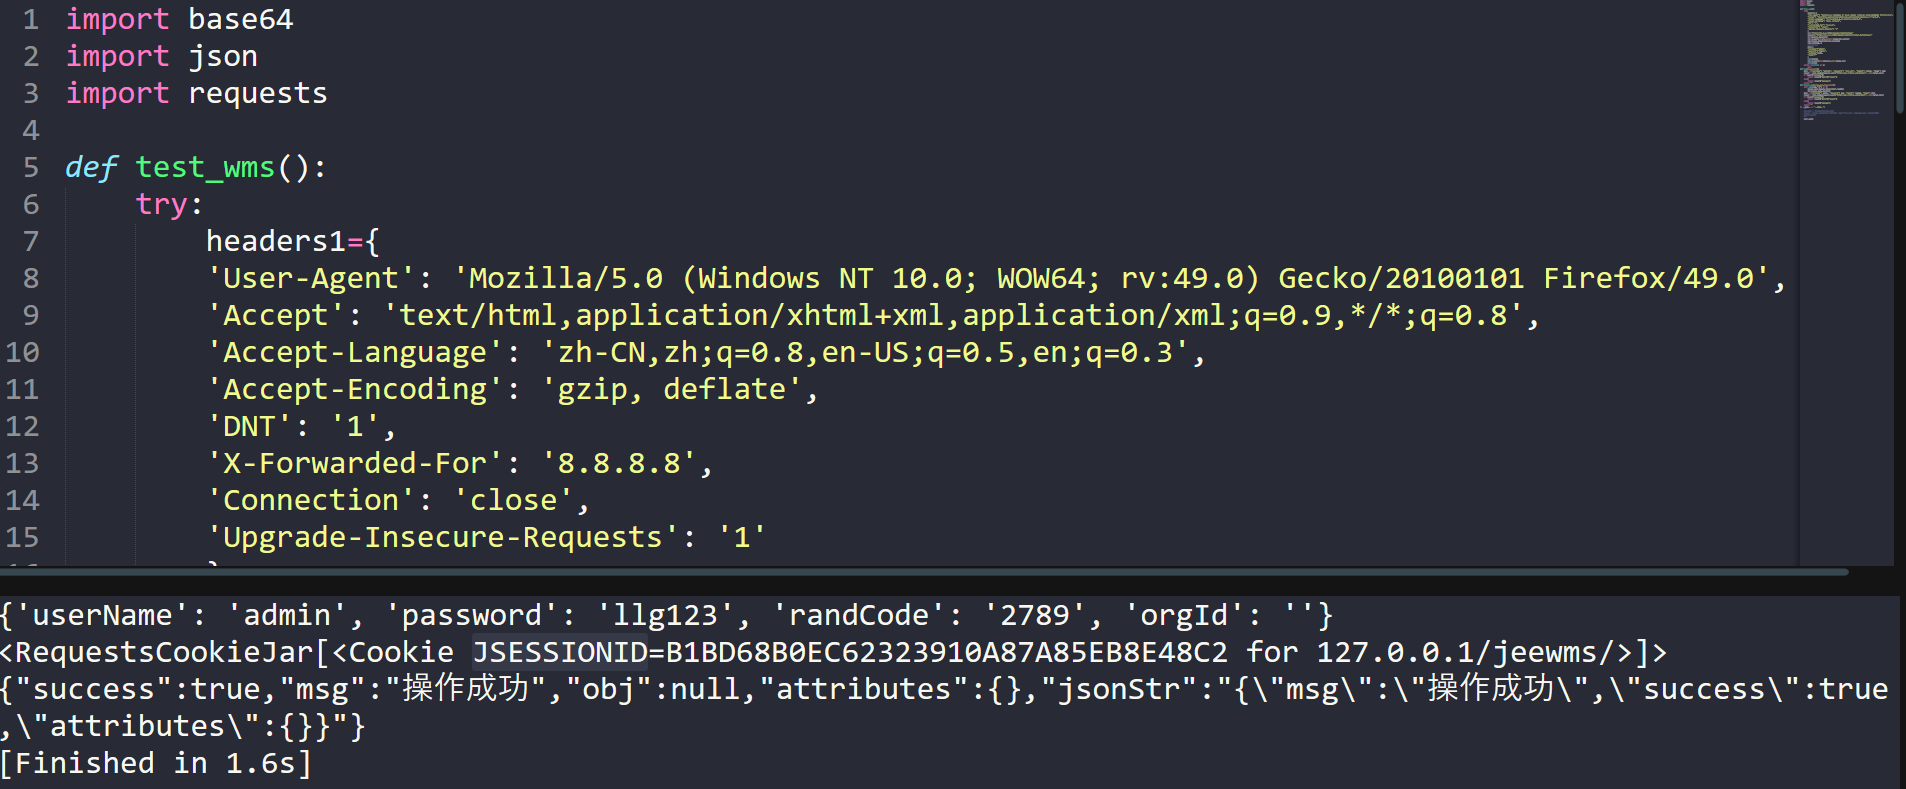 1 import base64
2 import json
3 import requests
4
5 def test_wms():
6 try:
7 headers1={
8 'User-Agent': 'Mozilla/5.0 (Windows NT 10.0; WOW64; rv:49.0) Gecko/20100101 Firefox/49.0',
9 'Accept': 'text/html,application/xhtml+xml,application/xml;q=0.9,*/*;q=0.8',
10 'Accept-Language': 'zh-CN,zh;q=0.8,en-US;q=0.5,en;q=0.3',
11 'Accept-Encoding': 'gzip, deflate',
12 'DNT': '1',
13 'X-Forwarded-For': '8.8.8.8',
14 'Connection': 'close',
15 'Upgrade-Insecure-Requests': '1'
{'userName': 'admin', 'password': 'llg123', 'randCode': '2789', 'orgId': ''}
<RequestsCookieJar[<Cookie JSESSIONID=B1BD68B0EC62323910A87A85EB8E48C2 for 127.0.0.1/jeewms/>]>
{"success":true,"msg":"操作成功","obj":null,"attributes":{},"jsonStr":"{\"msg\":\"操作成功\",\"success\":true
,\"attributes\":{}}"}
[Finished in 1.6s]